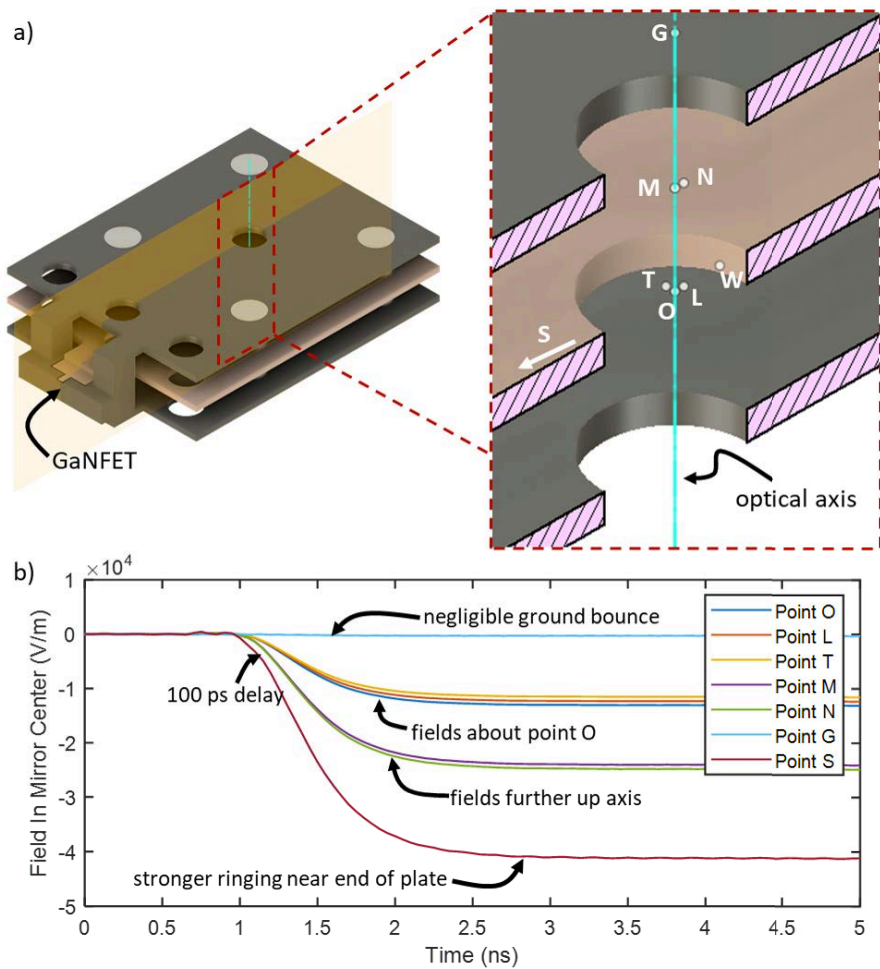 a)
G
M
N
T
W
O
L
S
GaNFET
optical axis
b)
×10⁴
Field In Mirror Center (V/m)
1
0
-1
-2
-3
-4
-5
negligible ground bounce
100 ps delay
fields about point O
fields further up axis
stronger ringing near end of plate
Point O
Point L
Point T
Point M
Point N
Point G
Point S
0 0.5 1 1.5 2 2.5 3 3.5 4 4.5 5
Time (ns)